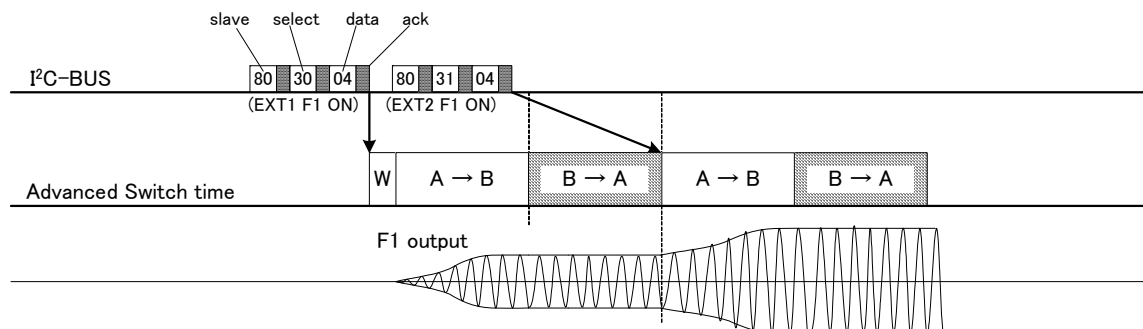 slave select data ack
I²C-BUS
80 30 04 80 31 04
(EXT1 F1 ON) (EXT2 F1 ON)
W A → B B → A A → B B → A
Advanced Switch time
F1 output